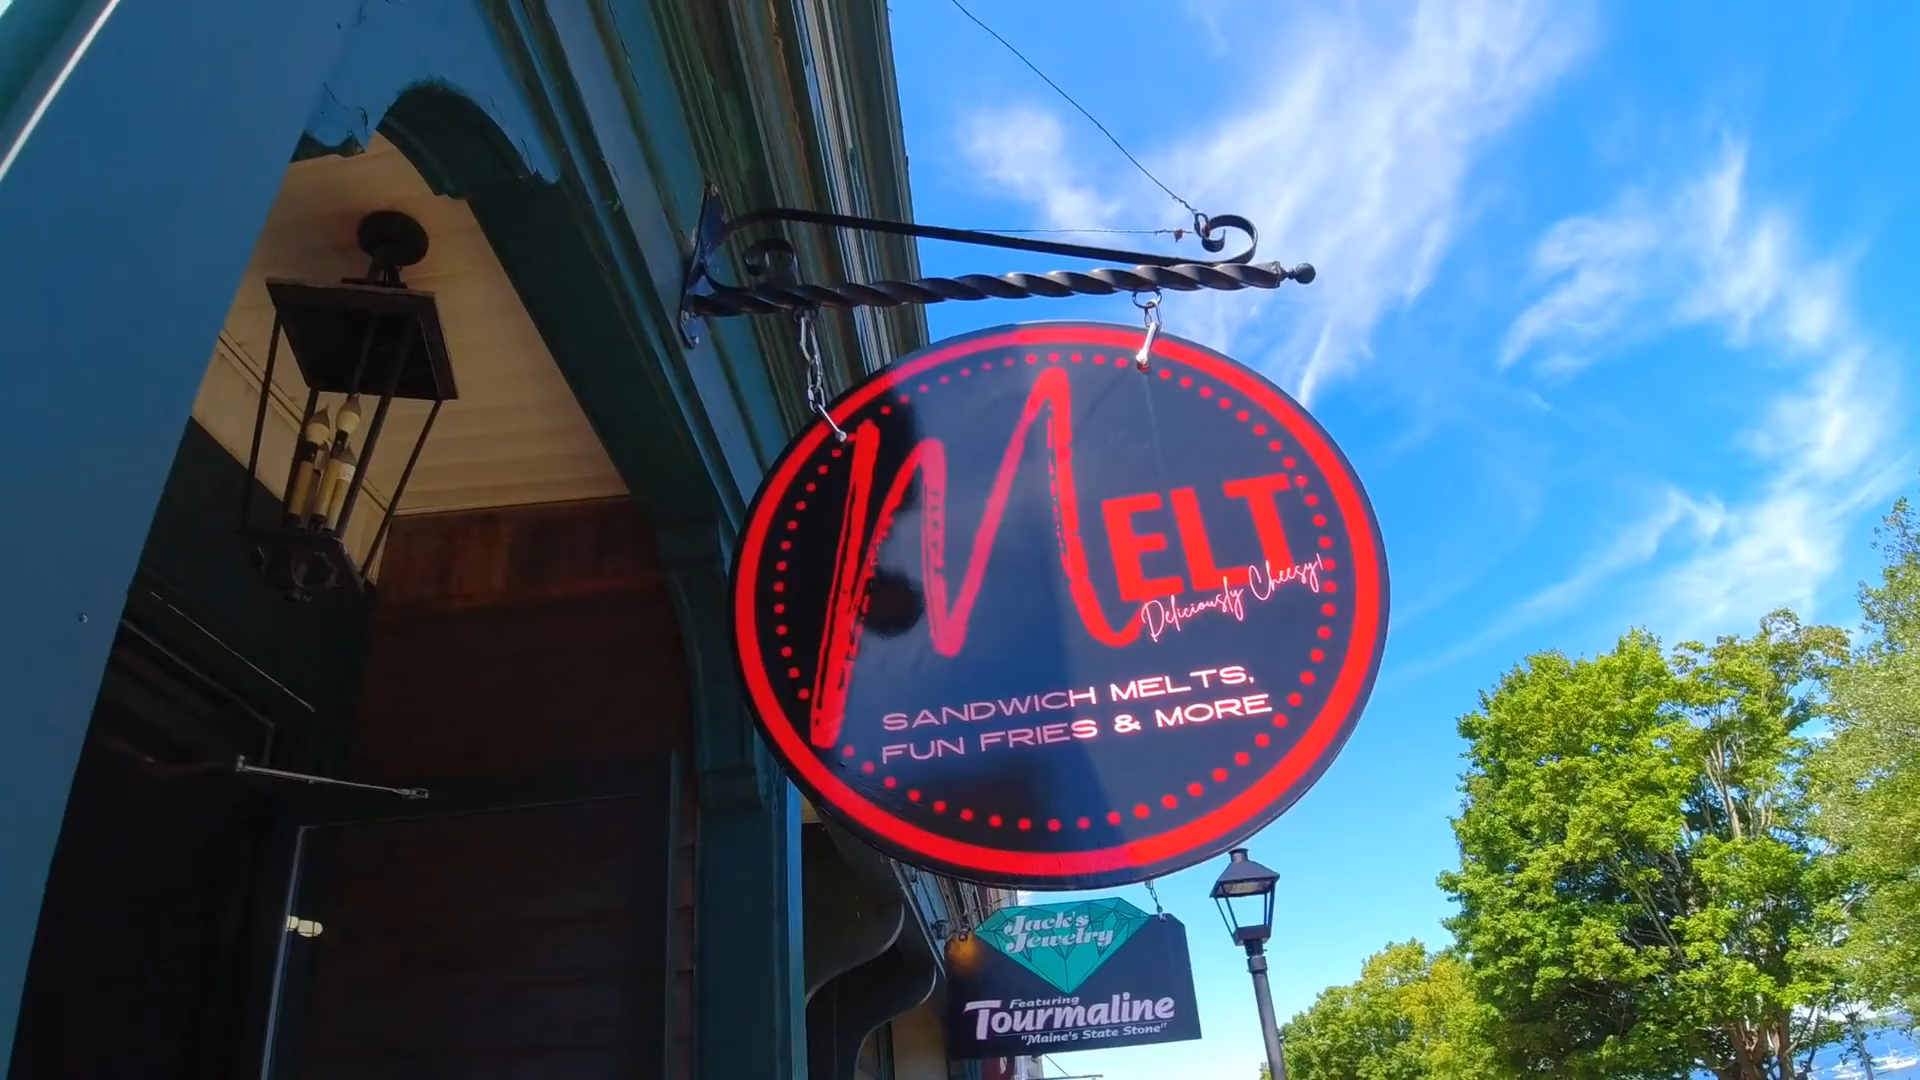 MELT
Deliciously Cheesy!
SANDWICH MELTS,
FUN FRIES & MORE
Jack's
Jewelry
Featuring
Tourmaline
"Maine's State Stone"